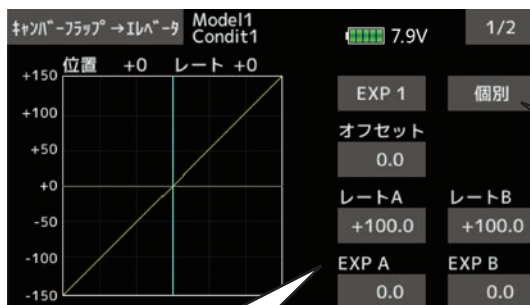 ｷｬﾝﾊﾞｰﾌﾗｯﾌﾟ→ｴﾚﾍﾞｰﾀ
Model1
Condit1
7.9V
1/2
位置 +0 レート +0
+150
+100
+50
+0
-50
-100
-150
EXP 1
個別
オフセット
0.0
レートA
レートB
+100.0
+100.0
EXP A
EXP B
0.0
0.0